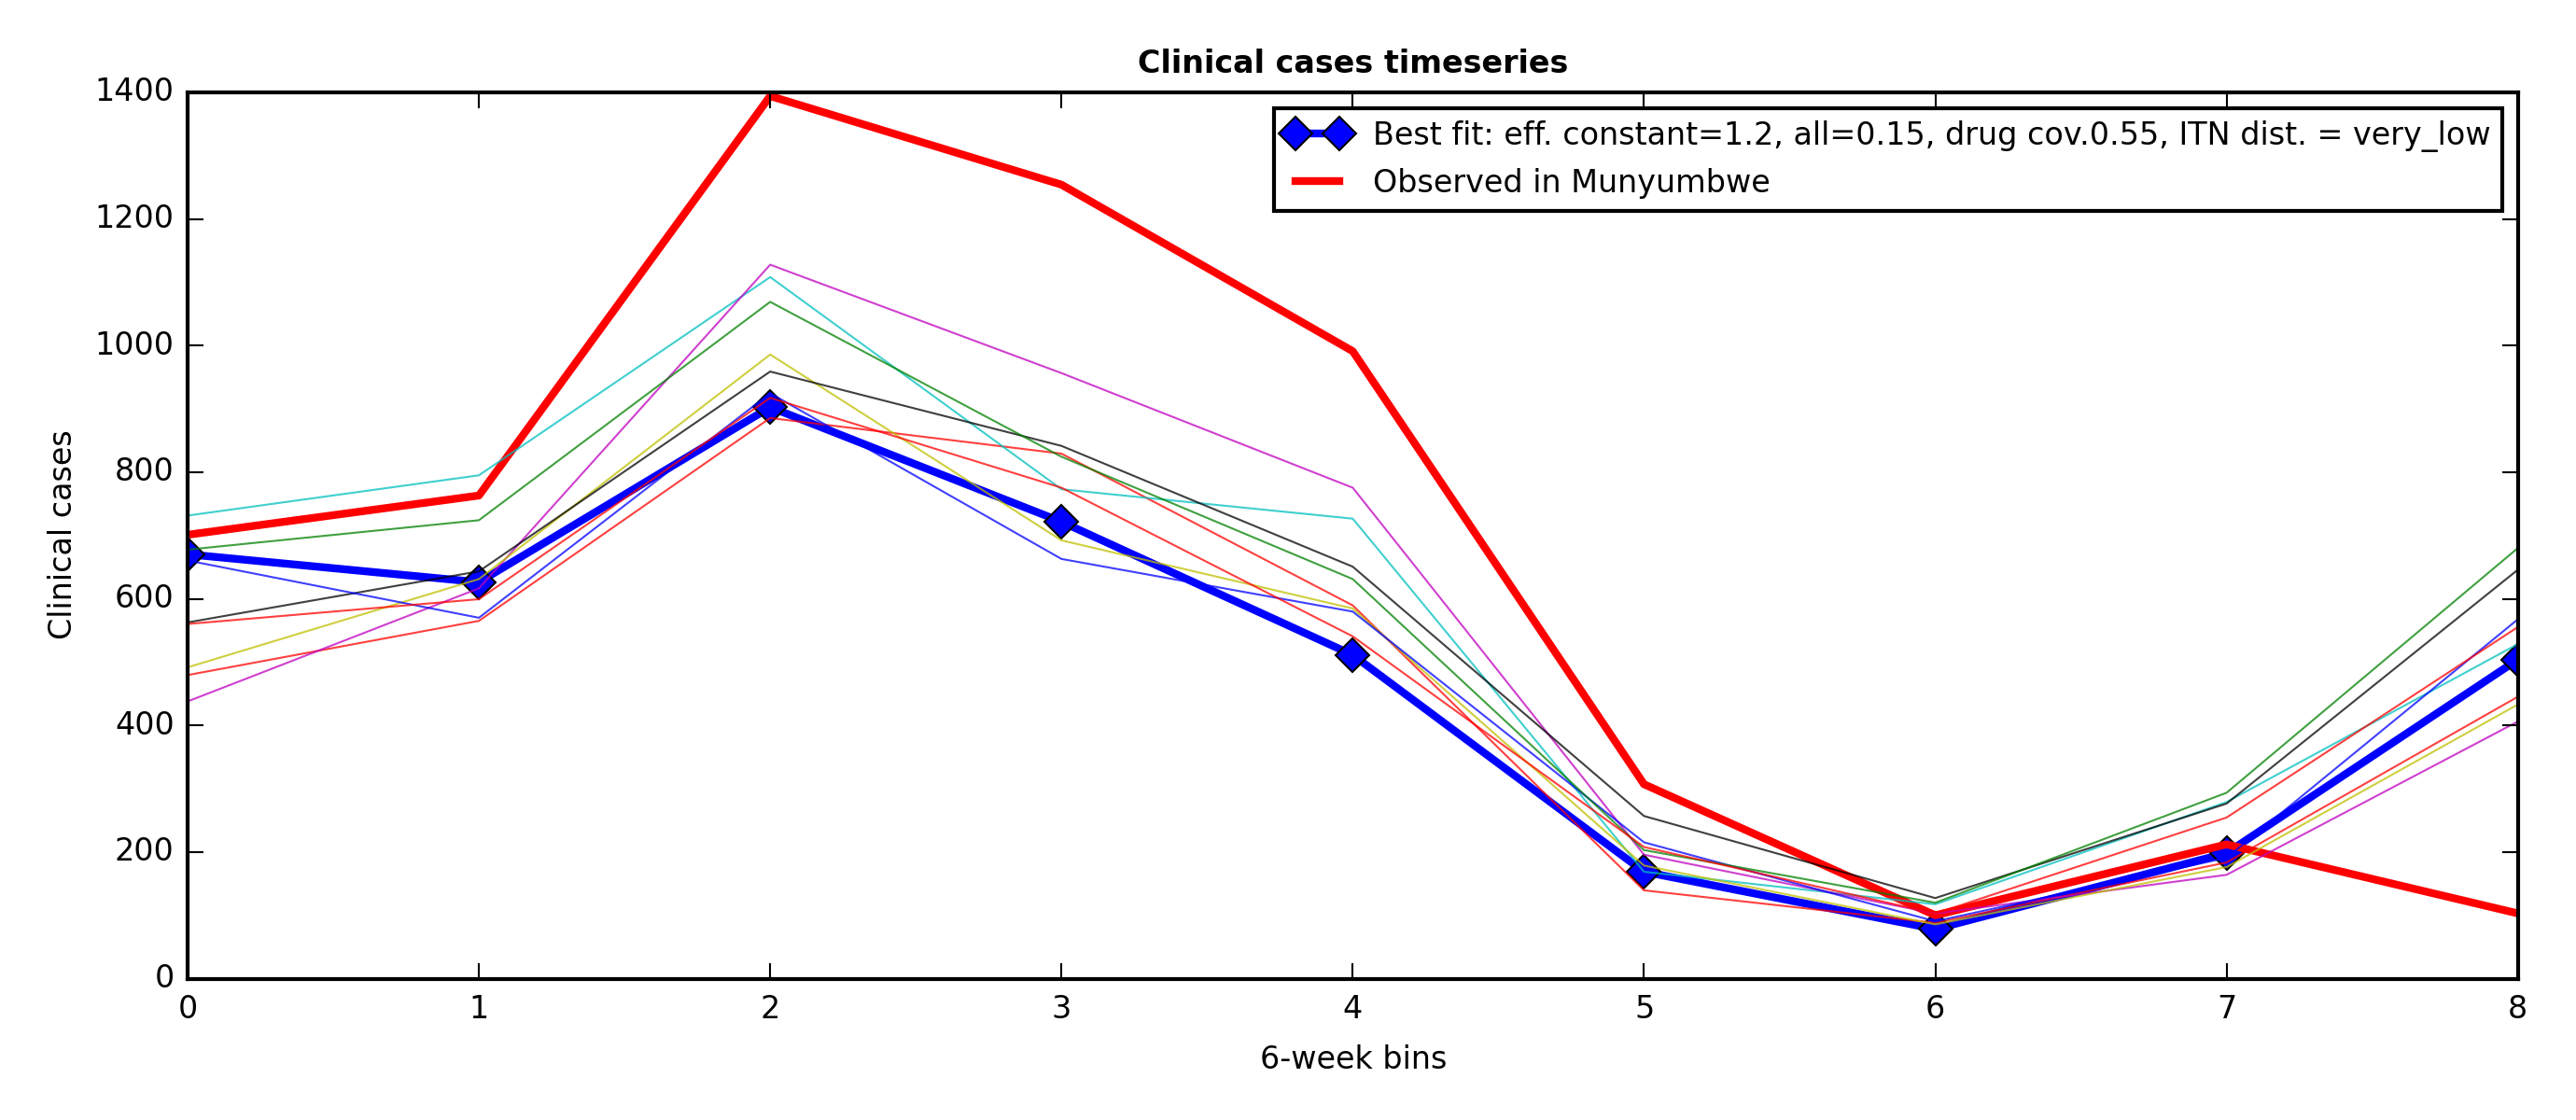 Clinical cases timeseries
1400
1200
1000
800
600
400
200
0
Clinical cases
Best fit: eff. constant=1.2, all=0.15, drug cov.0.55, ITN dist. = very_low
Observed in Munyumbwe
0 1 2 3 4 5 6 7 8
6-week bins